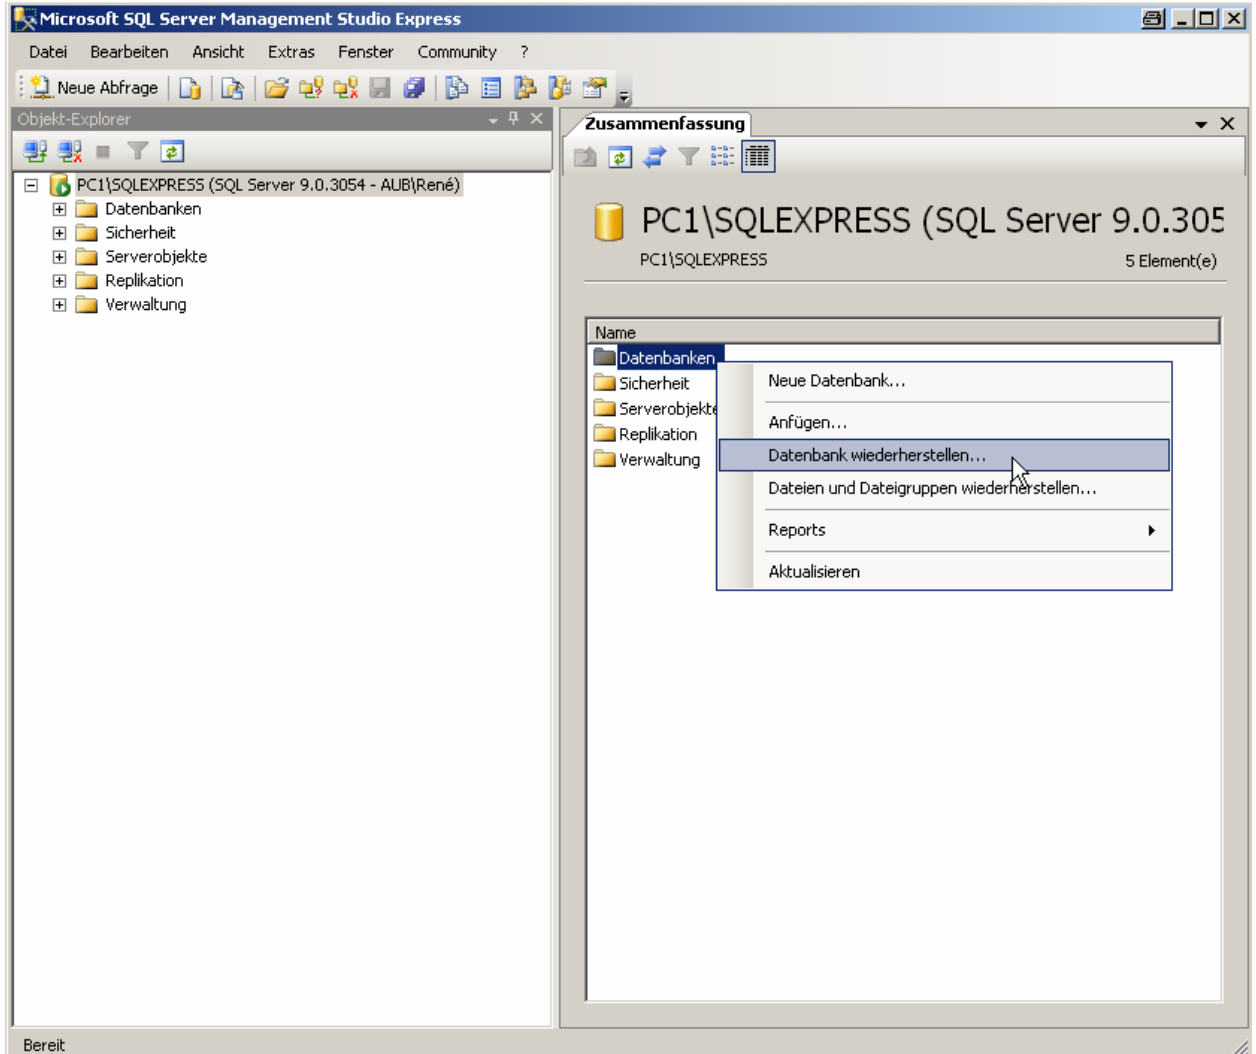 Microsoft SQL Server Management Studio Express
Datei Bearbeiten Ansicht Extras Fenster Community ?
Neue Abfrage
Objekt-Explorer
PC1\SQLEXPRESS (SQL Server 9.0.3054 - AUB\René)
Datenbanken
Sicherheit
Serverobjekte
Replikation
Verwaltung
Zusammenfassung
PC1\SQLEXPRESS (SQL Server 9.0.305
PC1\SQLEXPRESS 5 Element(e)
Name
Datenbanken
Sicherheit
Serverobjekte
Replikation
Verwaltung
Neue Datenbank...
Anfügen...
Datenbank wiederherstellen...
Dateien und Dateigruppen wiederherstellen...
Reports
Aktualisieren
Bereit